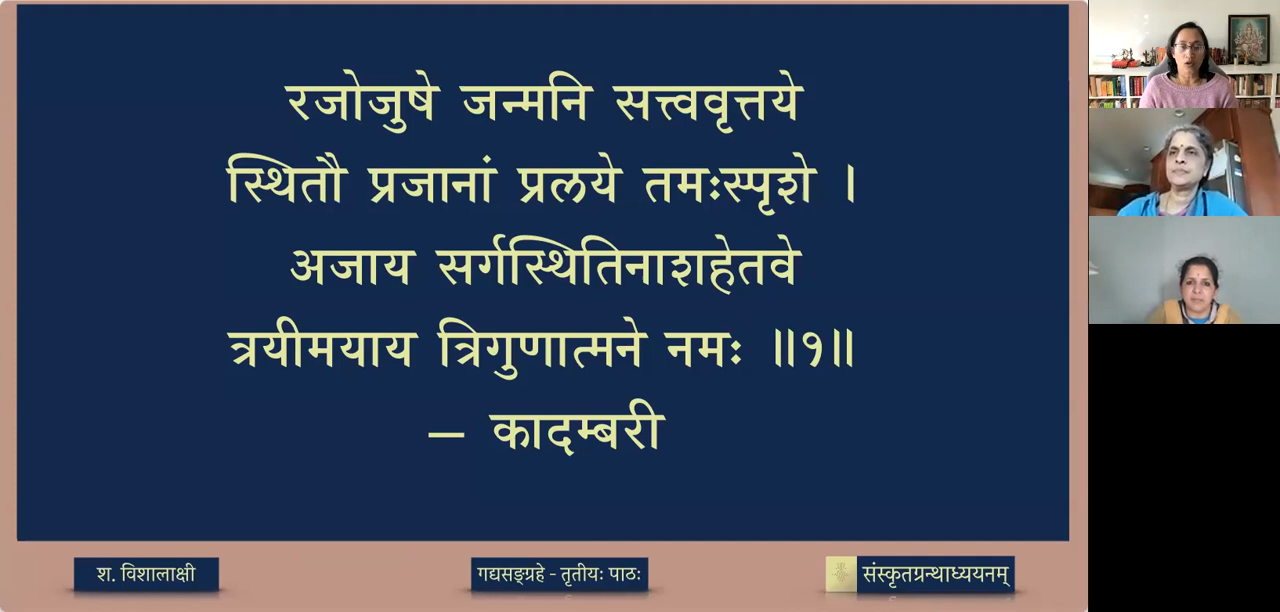 रजोजुषे जन्मनि सत्त्ववृत्तये
स्थितौ प्रजानां प्रलये तमःस्पृशे ।
अजाय सर्गस्थितिनाशहेतवे
त्रयीमयाय त्रिगुणात्मने नमः ॥१॥
– कादम्बरी
श. विशालाक्षी
गद्यसङ्ग्रहे - तृतीयः पाठः
संस्कृतग्रन्थाध्ययनम्